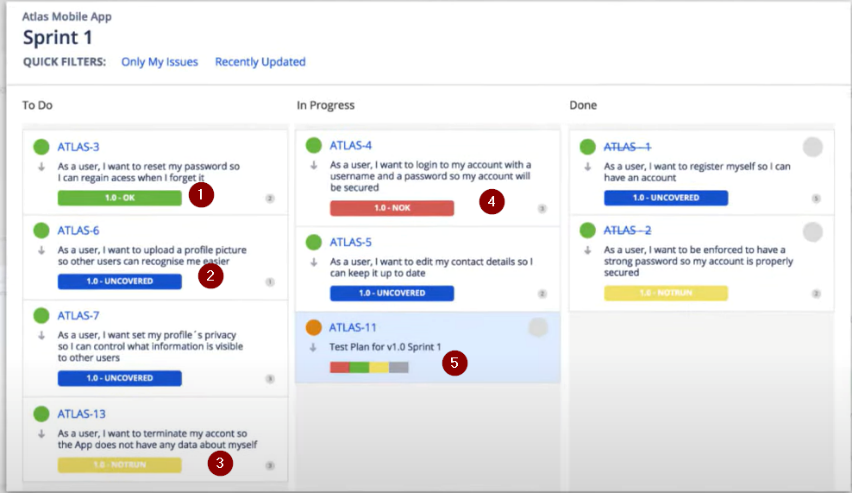 Atlas Mobile App
Sprint 1
QUICK FILTERS: Only My Issues Recently Updated
To Do
ATLAS-3
As a user, I want to reset my password so
I can regain acess when I forget it
1.0 - OK
1
2
ATLAS-6
As a user, I want to upload a profile picture
so other users can recognise me easier
1.0 - UNCOVERED
2
1
ATLAS-7
As a user, I want set my profile´s privacy
so I can control what information is visible
to other users
1.0 - UNCOVERED
ATLAS-13
As a user, I want to terminate my accont so
the App does not have any data about myself
1.0 - NOTRUN
3
In Progress
ATLAS-4
As a user, I want to login to my account with a
username and a password so my account will
be secured
1.0 - NOK
4
ATLAS-5
As a user, I want to edit my contact details so I
can keep it up to date
1.0 - UNCOVERED
2
ATLAS-11
Test Plan for v1.0 Sprint 1
5
Done
ATLAS - 1
As a user, I want to register myself so I can
have an account
1.0 - UNCOVERED
ATLAS - 2
As a user, I want to be enforced to have a
strong password so my account is properly
secured
1.0 - NOTRUN
2